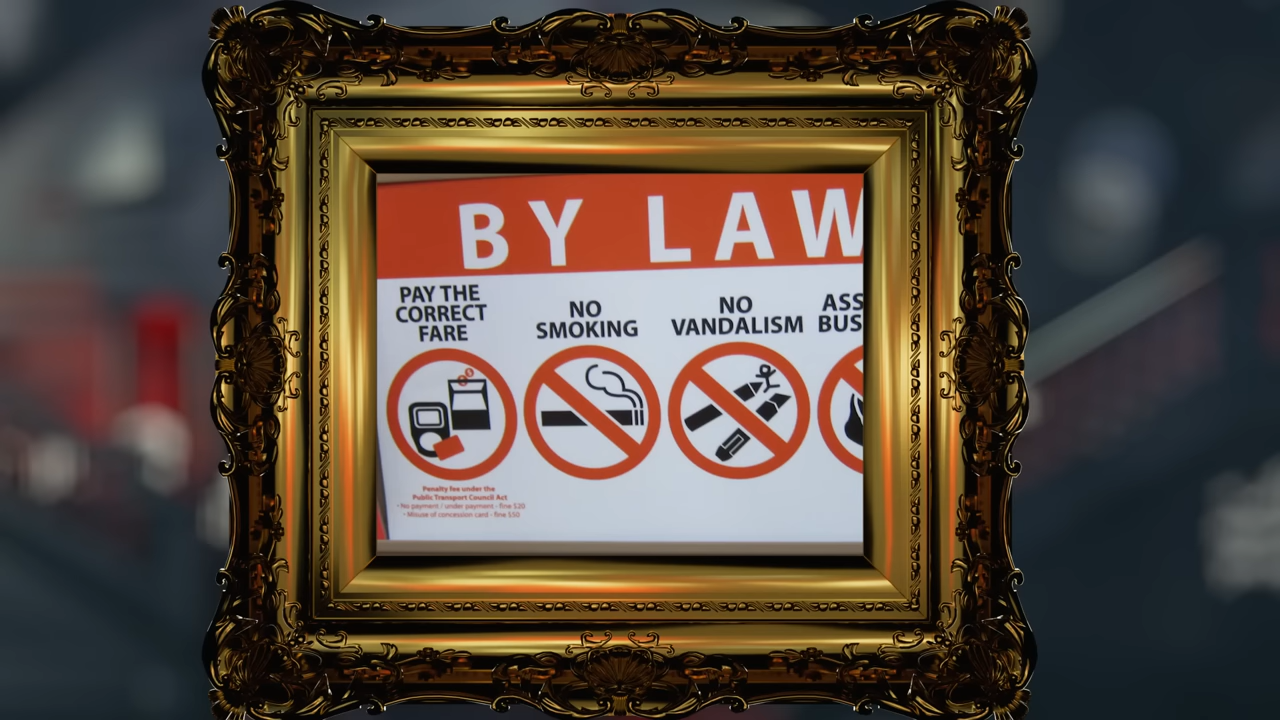 BY LAW
PAY THE
CORRECT
FARE
NO
SMOKING
NO
VANDALISM
ASS
BUS
Penalty fee under the
Public Transport Council Act
- No payment / under payment - fine $20
- Misuse of concession card - fine $50